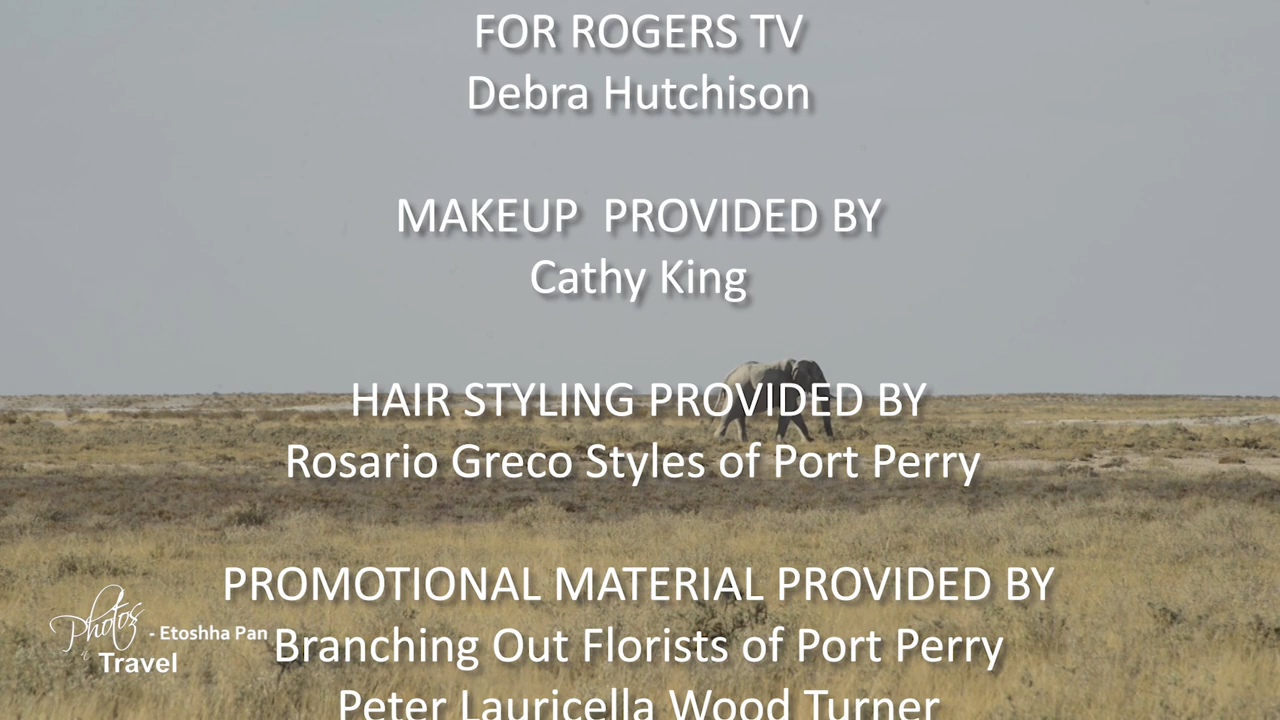 FOR ROGERS TV
Debra Hutchison
MAKEUP PROVIDED BY
Cathy King
HAIR STYLING PROVIDED BY
Rosario Greco Styles of Port Perry
PROMOTIONAL MATERIAL PROVIDED BY
Branching Out Florists of Port Perry
Peter Lauricella Wood Turner
Photos - Etoshha Pan
n Travel